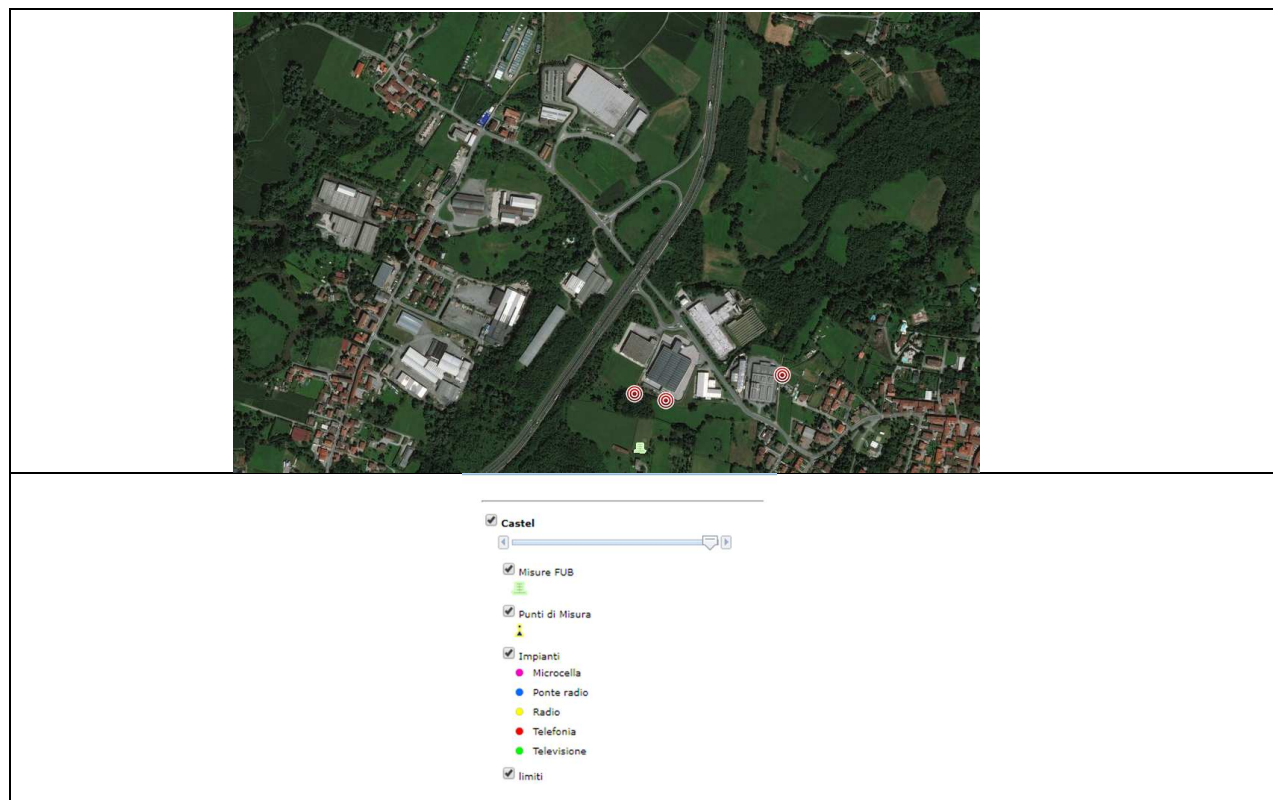 Castel
Misure FUB
Punti di Misura
Impianti
Microcella
Ponte radio
Radio
Telefonia
Televisione
limiti